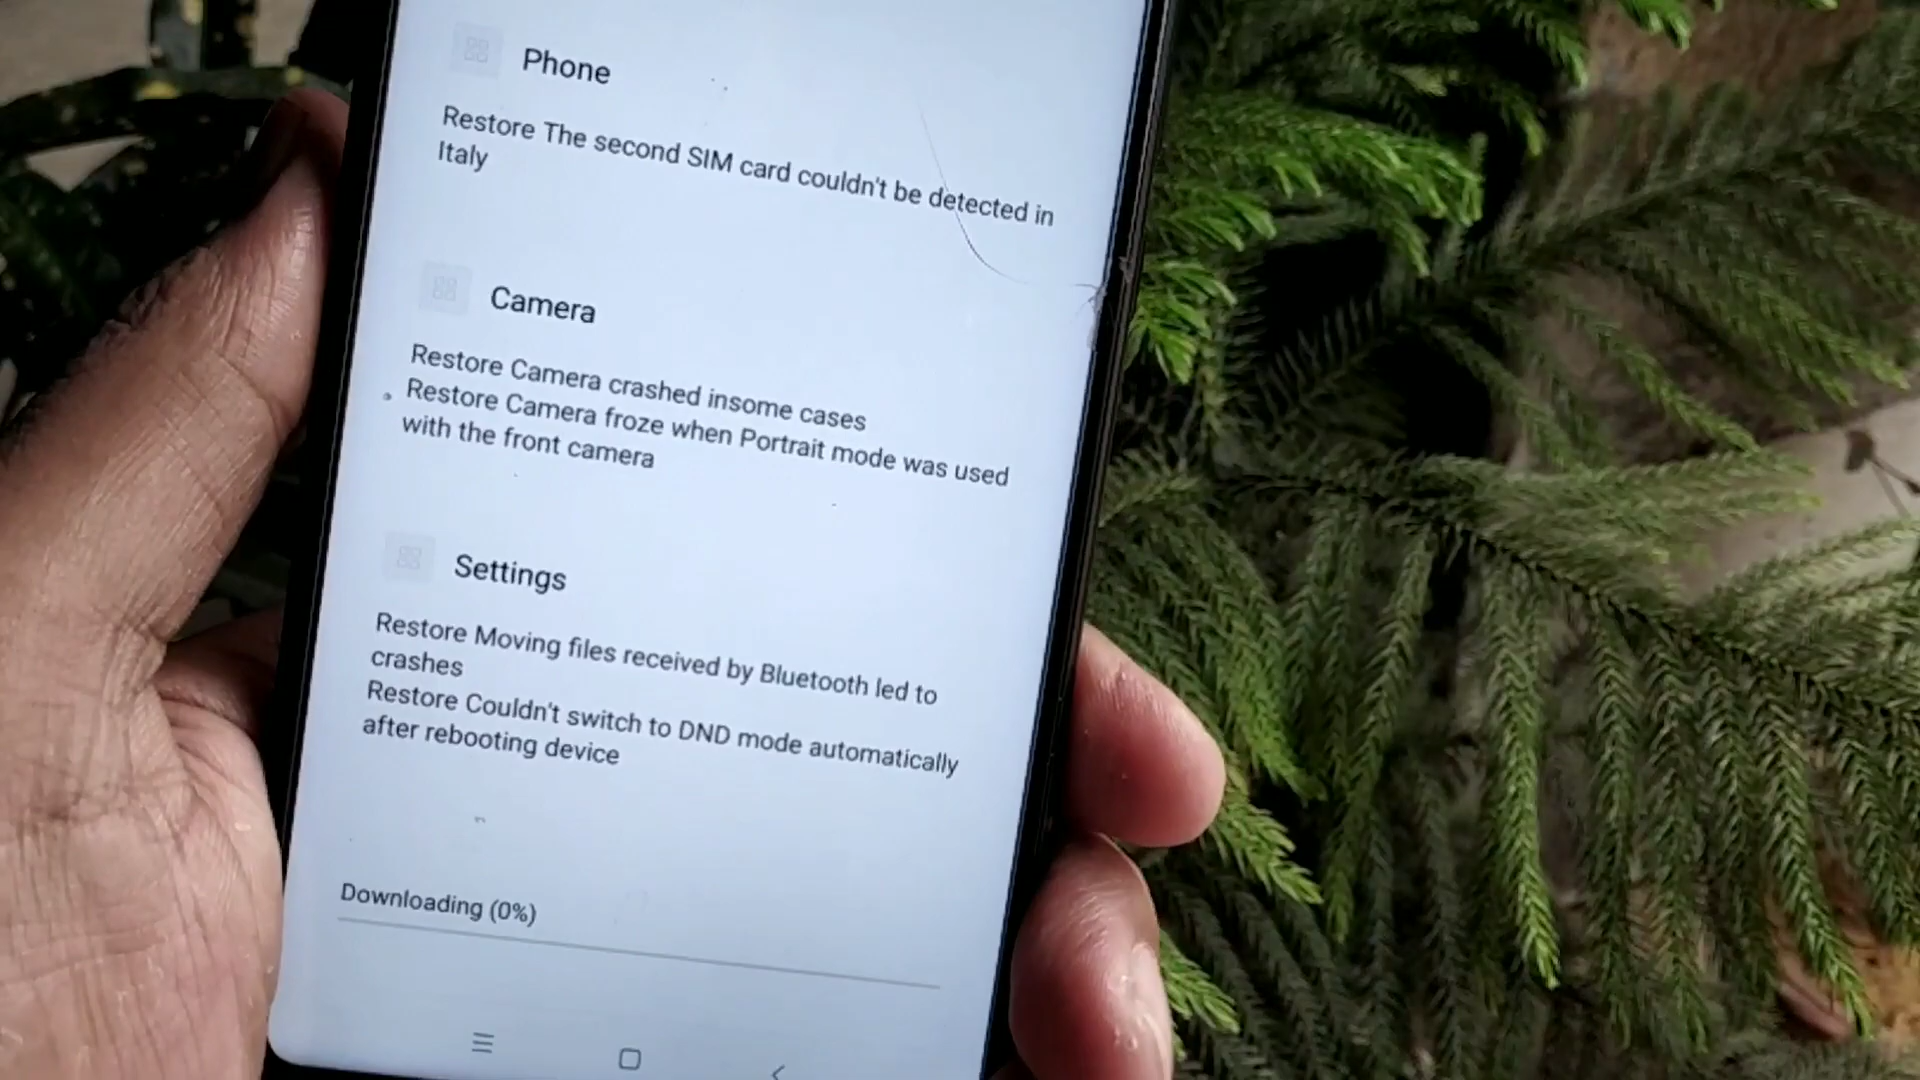 Phone
Restore The second SIM card couldn't be detected in
Italy
Camera
Restore Camera crashed insome cases
Restore Camera froze when Portrait mode was used
with the front camera
Settings
Restore Moving files received by Bluetooth led to
crashes
Restore Couldn't switch to DND mode automatically
after rebooting device
Downloading (0%)